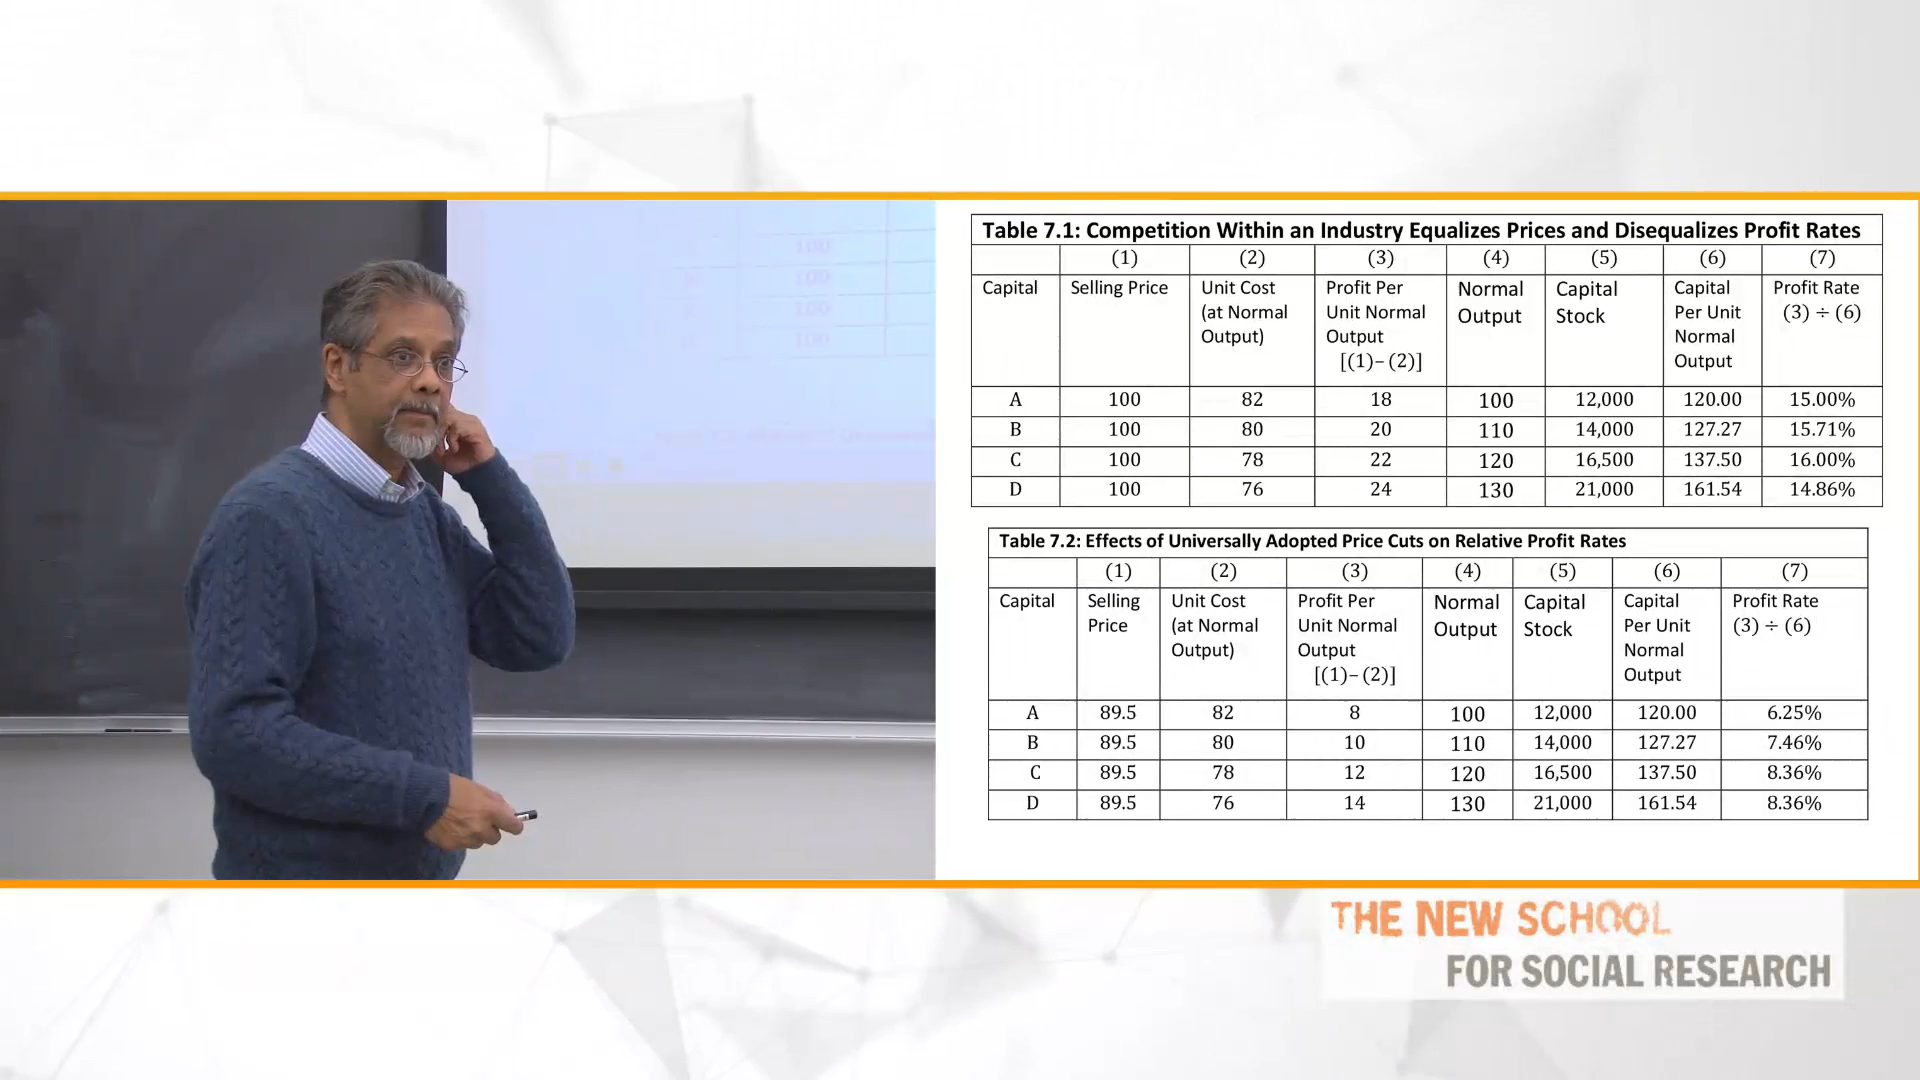 100
100
100
100
Table 7.1: Competition Within an Industry Equalizes Prices and Disequalizes Profit Rates
(1) (2) (3) (4) (5) (6) (7)
Capital Selling Price Unit Cost Profit Per Normal Capital Capital Profit Rate
(at Normal Unit Normal Output Stock Per Unit (3) ÷ (6)
Output) Output Normal
[(1)– (2)] Output
A 100 82 18 100 12,000 120.00 15.00%
B 100 80 20 110 14,000 127.27 15.71%
C 100 78 22 120 16,500 137.50 16.00%
D 100 76 24 130 21,000 161.54 14.86%
Table 7.2: Effects of Universally Adopted Price Cuts on Relative Profit Rates
(1) (2) (3) (4) (5) (6) (7)
Capital Selling Unit Cost Profit Per Normal Capital Capital Profit Rate
Price (at Normal Unit Normal Output Stock Per Unit (3) ÷ (6)
Output) Output Normal
[(1)– (2)] Output
A 89.5 82 8 100 12,000 120.00 6.25%
B 89.5 80 10 110 14,000 127.27 7.46%
C 89.5 78 12 120 16,500 137.50 8.36%
D 89.5 76 14 130 21,000 161.54 8.36%
THE NEW SCHOOL
FOR SOCIAL RESEARCH